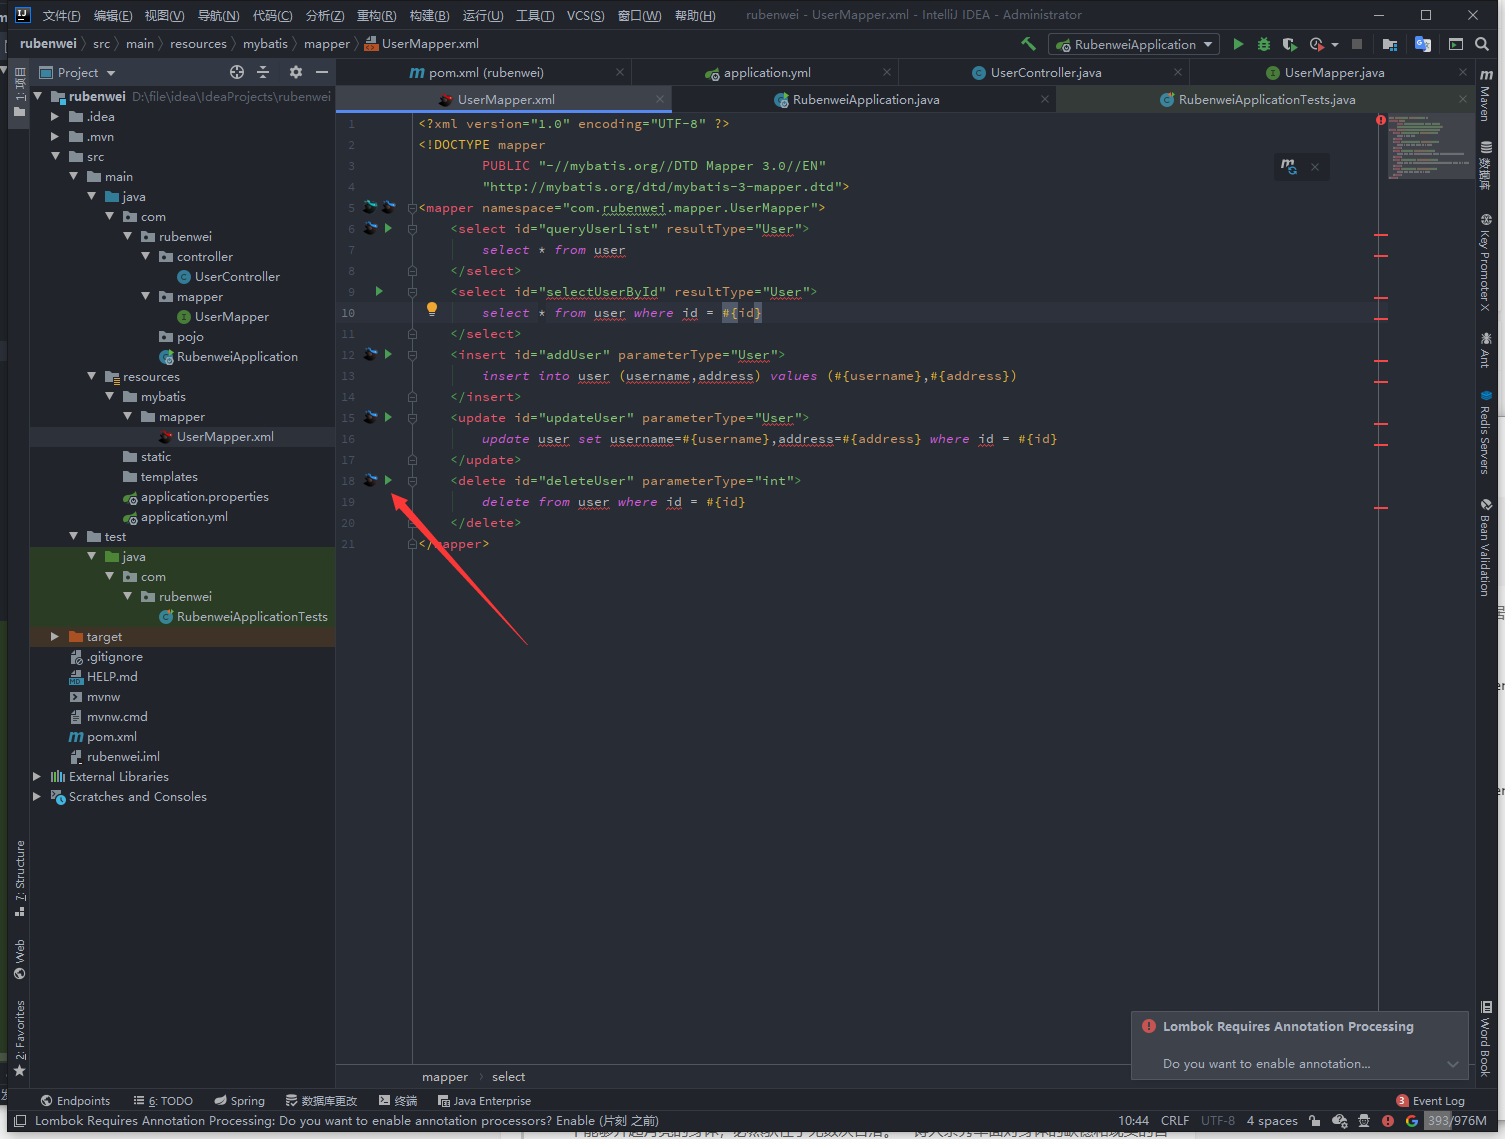 文件(F) 编辑(E) 视图(V) 导航(N) 代码(C) 分析(Z) 重构(R) 构建(B) 运行(U) 工具(T) VCS(S) 窗口(W) 帮助(H) rubenwei - UserMapper.xml - IntelliJ IDEA - Administrator
rubenwei src main resources mybatis mapper UserMapper.xml RubenweiApplication
Project
pom.xml (rubenwei) application.yml UserController.java UserMapper.java
UserMapper.xml RubenweiApplication.java RubenweiApplicationTests.java
1: 项目
rubenwei D:\file\idea\IdeaProjects\rubenwei
.idea
.mvn
src
main
java
com
rubenwei
controller
UserController
mapper
UserMapper
pojo
RubenweiApplication
resources
mybatis
mapper
UserMapper.xml
static
templates
application.properties
application.yml
test
java
com
rubenwei
RubenweiApplicationTests
target
.gitignore
HELP.md
mvnw
mvnw.cmd
pom.xml
rubenwei.iml
External Libraries
Scratches and Consoles
7: Structure
Web
2: Favorites
1 <?xml version="1.0" encoding="UTF-8" ?>
2 <!DOCTYPE mapper
3 PUBLIC "-//mybatis.org//DTD Mapper 3.0//EN"
4 "http://mybatis.org/dtd/mybatis-3-mapper.dtd">
5 <mapper namespace="com.rubenwei.mapper.UserMapper">
6 <select id="queryUserList" resultType="User">
7 select * from user
8 </select>
9 <select id="selectUserById" resultType="User">
10 select * from user where id = #{id}
11 </select>
12 <insert id="addUser" parameterType="User">
13 insert into user (username,address) values (#{username},#{address})
14 </insert>
15 <update id="updateUser" parameterType="User">
16 update user set username=#{username},address=#{address} where id = #{id}
17 </update>
18 <delete id="deleteUser" parameterType="int">
19 delete from user where id = #{id}
20 </delete>
21 </mapper>
Maven
数据库
Key Promoter X
Ant
Redis Servers
Bean Validation
Word Book
Lombok Requires Annotation Processing
Do you want to enable annotation...
mapper select
Endpoints 6: TODO Spring 数据库更改 终端 Java Enterprise 3 Event Log
Lombok Requires Annotation Processing: Do you want to enable annotation processors? Enable (片刻 之前) 10:44 CRLF UTF-8 4 spaces 393/976M